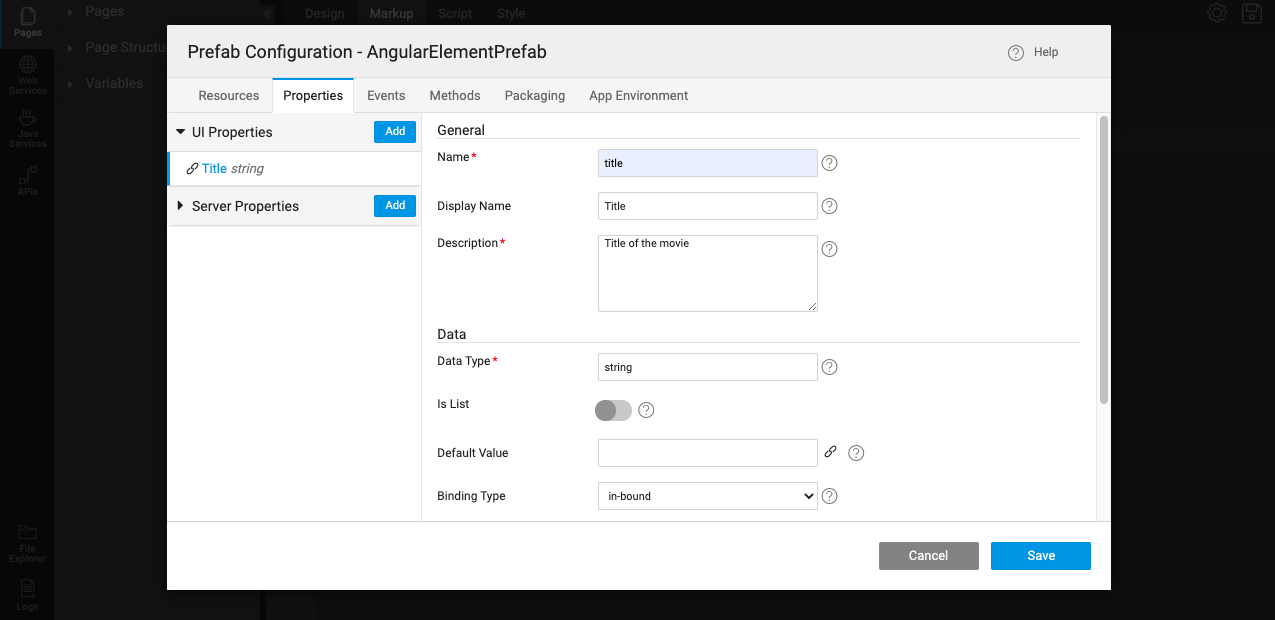 Pages
Design
Markup
Script
Style
Pages
Page Structu
Variables
Web
Services
Java
Services
APIs
File
Explorer
Logs
Prefab Configuration - AngularElementPrefab
Help
Resources
Properties
Events
Methods
Packaging
App Environment
UI Properties
Add
Title string
Server Properties
Add
General
Name*
title
Display Name
Title
Description*
Title of the movie
Data
Data Type*
string
Is List
Default Value
Binding Type
in-bound
Cancel
Save